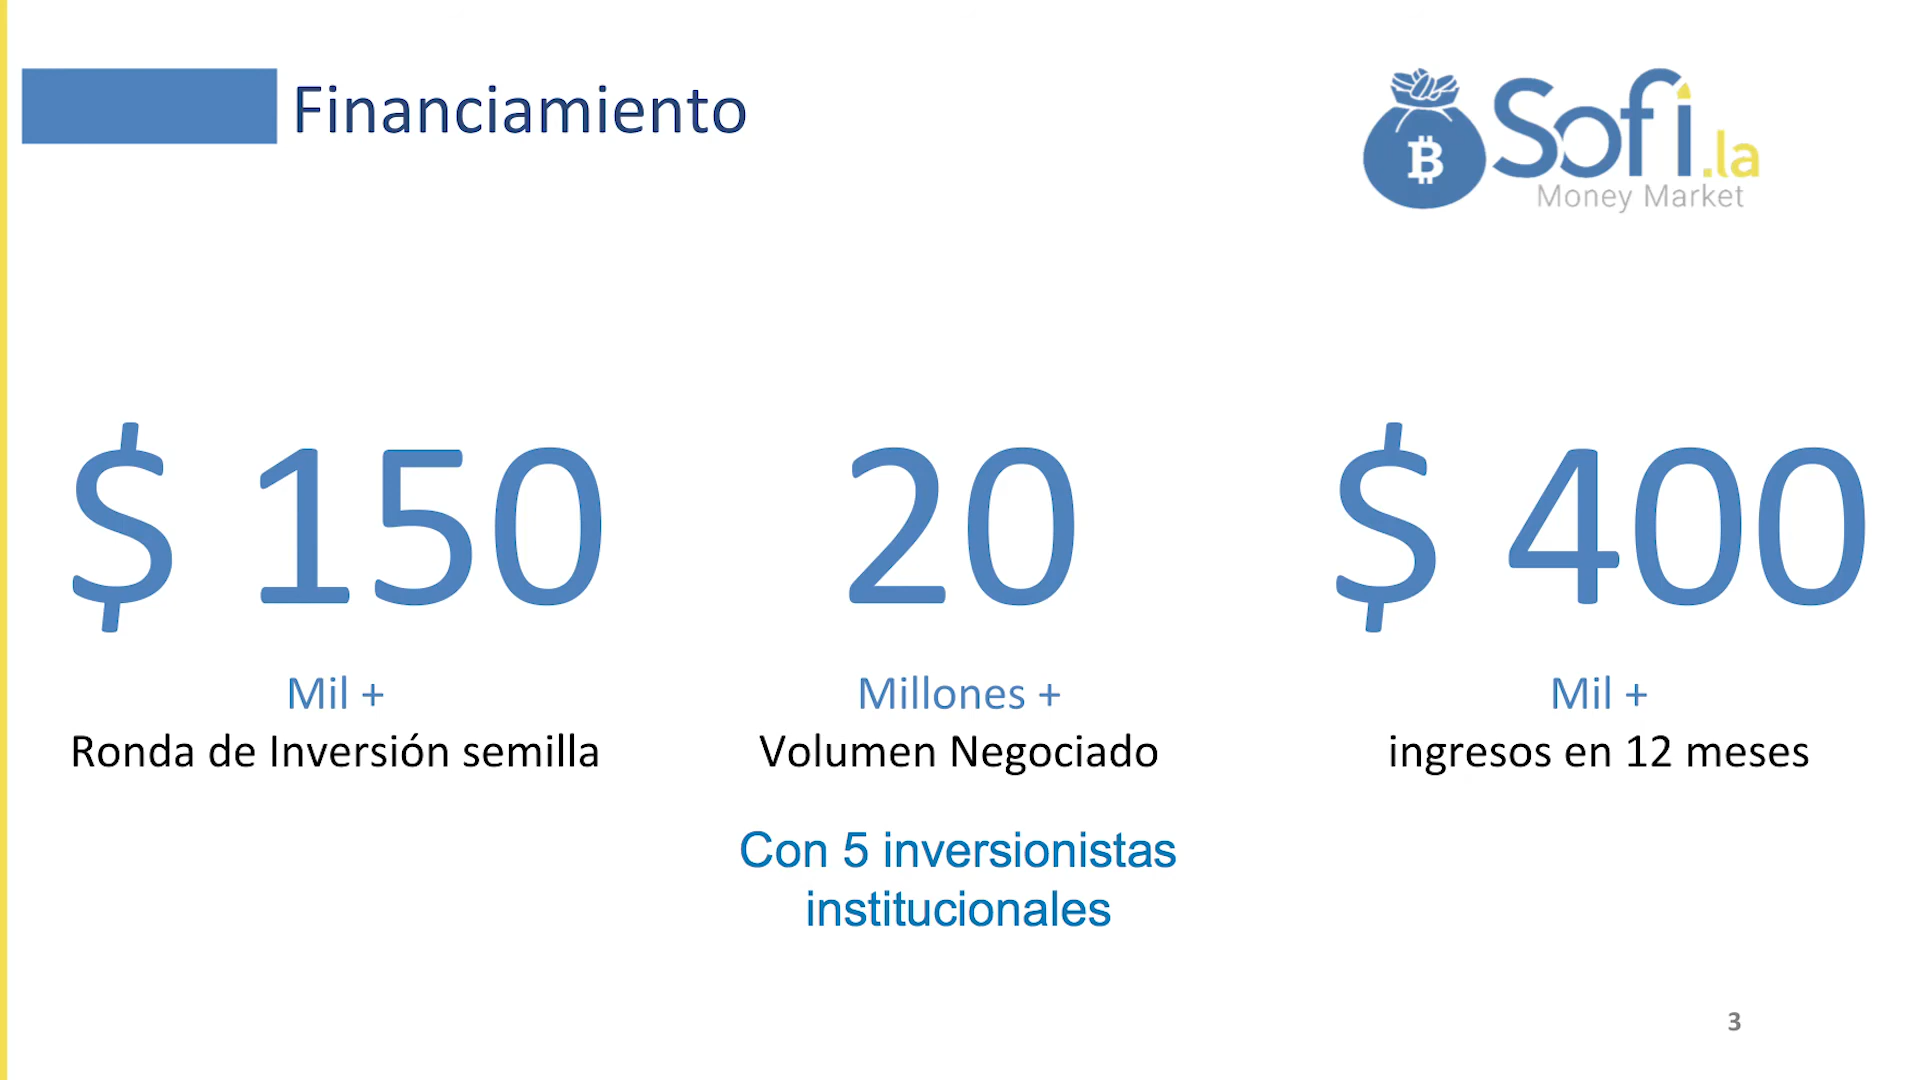 Financiamiento
Sofi.la
Money Market
$ 150
Mil +
Ronda de Inversión semilla
20
Millones +
Volumen Negociado
Con 5 inversionistas
institucionales
$ 400
Mil +
ingresos en 12 meses
3